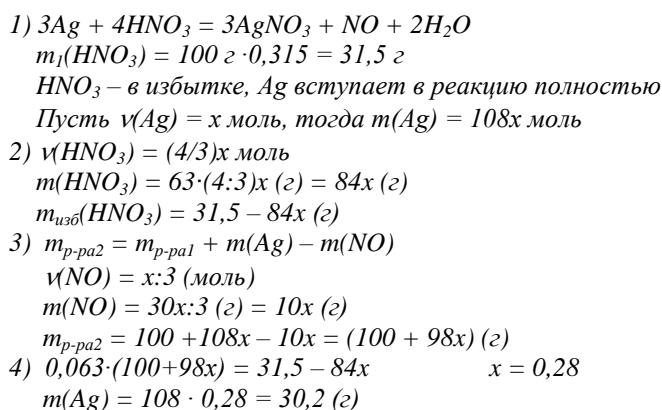 1) 3Ag + 4HNO₃ = 3AgNO₃ + NO + 2H₂O
m₁(HNO₃) = 100 г ·0,315 = 31,5 г
HNO₃ – в избытке, Ag вступает в реакцию полностью
Пусть ν(Ag) = x моль, тогда m(Ag) = 108x моль
2) ν(HNO₃) = (4/3)x моль
m(HNO₃) = 63·(4:3)x (г) = 84x (г)
mизб(HNO₃) = 31,5 – 84x (г)
3) mр-ра2 = mр-ра1 + m(Ag) – m(NO)
ν(NO) = x:3 (моль)
m(NO) = 30x:3 (г) = 10x (г)
mр-ра2 = 100 +108x – 10x = (100 + 98x) (г)
4) 0,063·(100+98x) = 31,5 – 84x x = 0,28
m(Ag) = 108 · 0,28 = 30,2 (г)